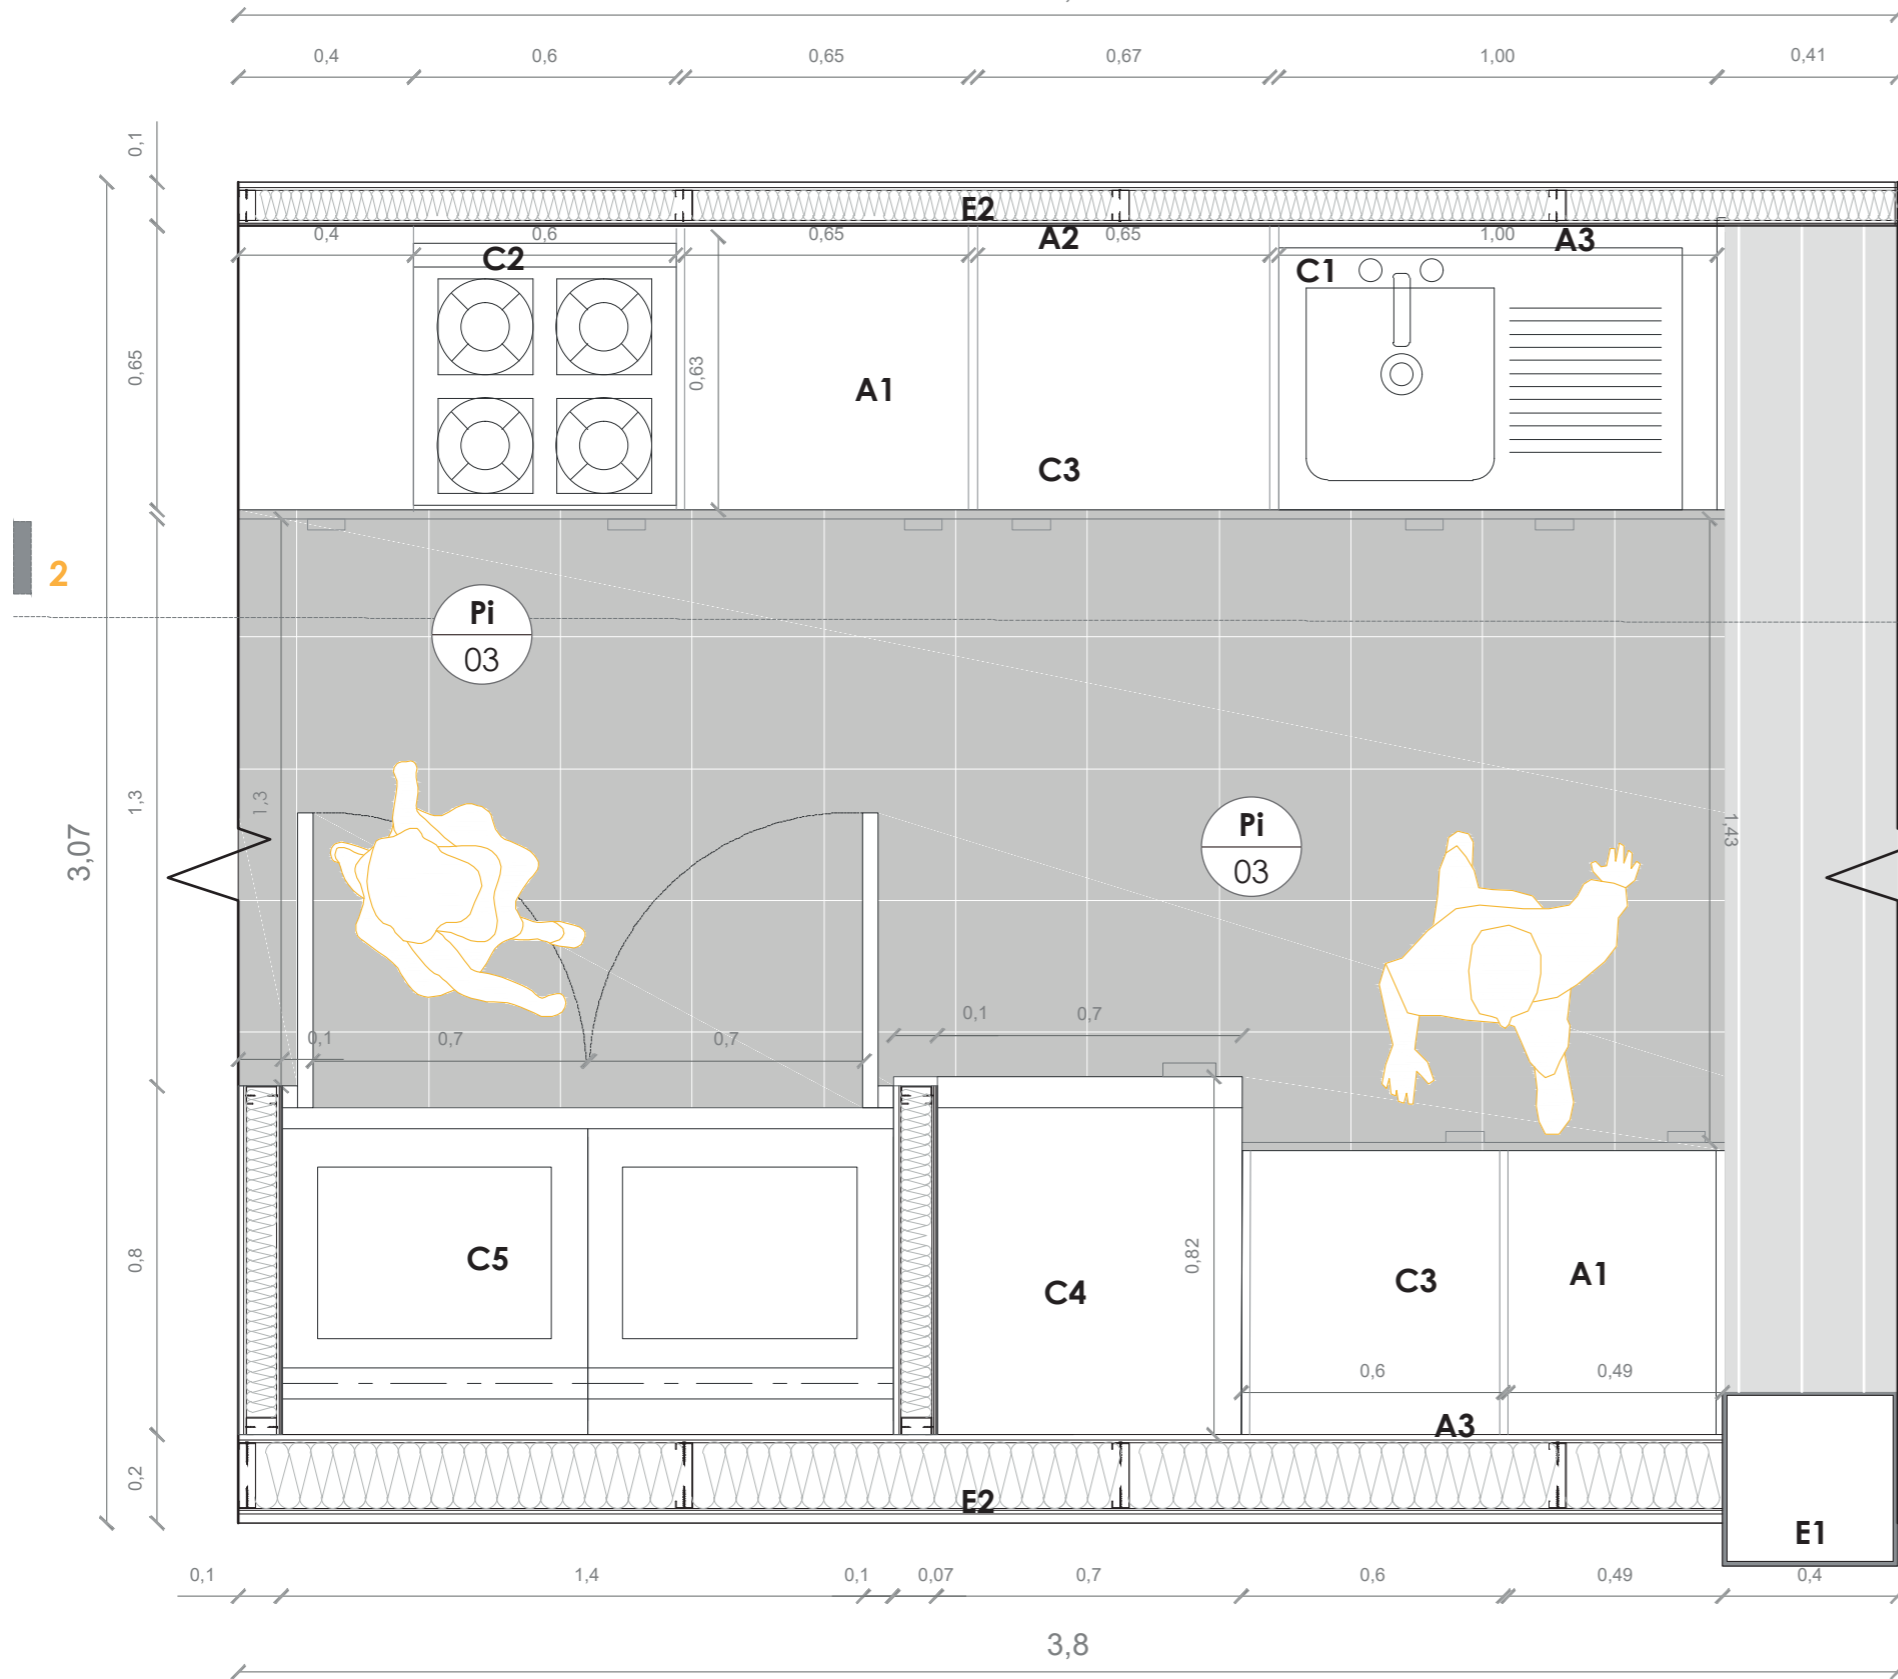 0,4 0,6 0,65 0,67 1,00 0,41
0,1
E2
0,4 0,6 0,65 A2 0,65 1,00 A3
C2 C1
0,65 0,63 A1
C3
2
Pi
03
3,07 1,3 1,3
Pi
03
1,43
0,1 0,7 0,7 0,1 0,7
0,8 C5 C4 0,82 C3 A1
0,6 0,49
A3
0,2 E2
E1
0,1 1,4 0,1 0,07 0,7 0,6 0,49 0,4
3,8